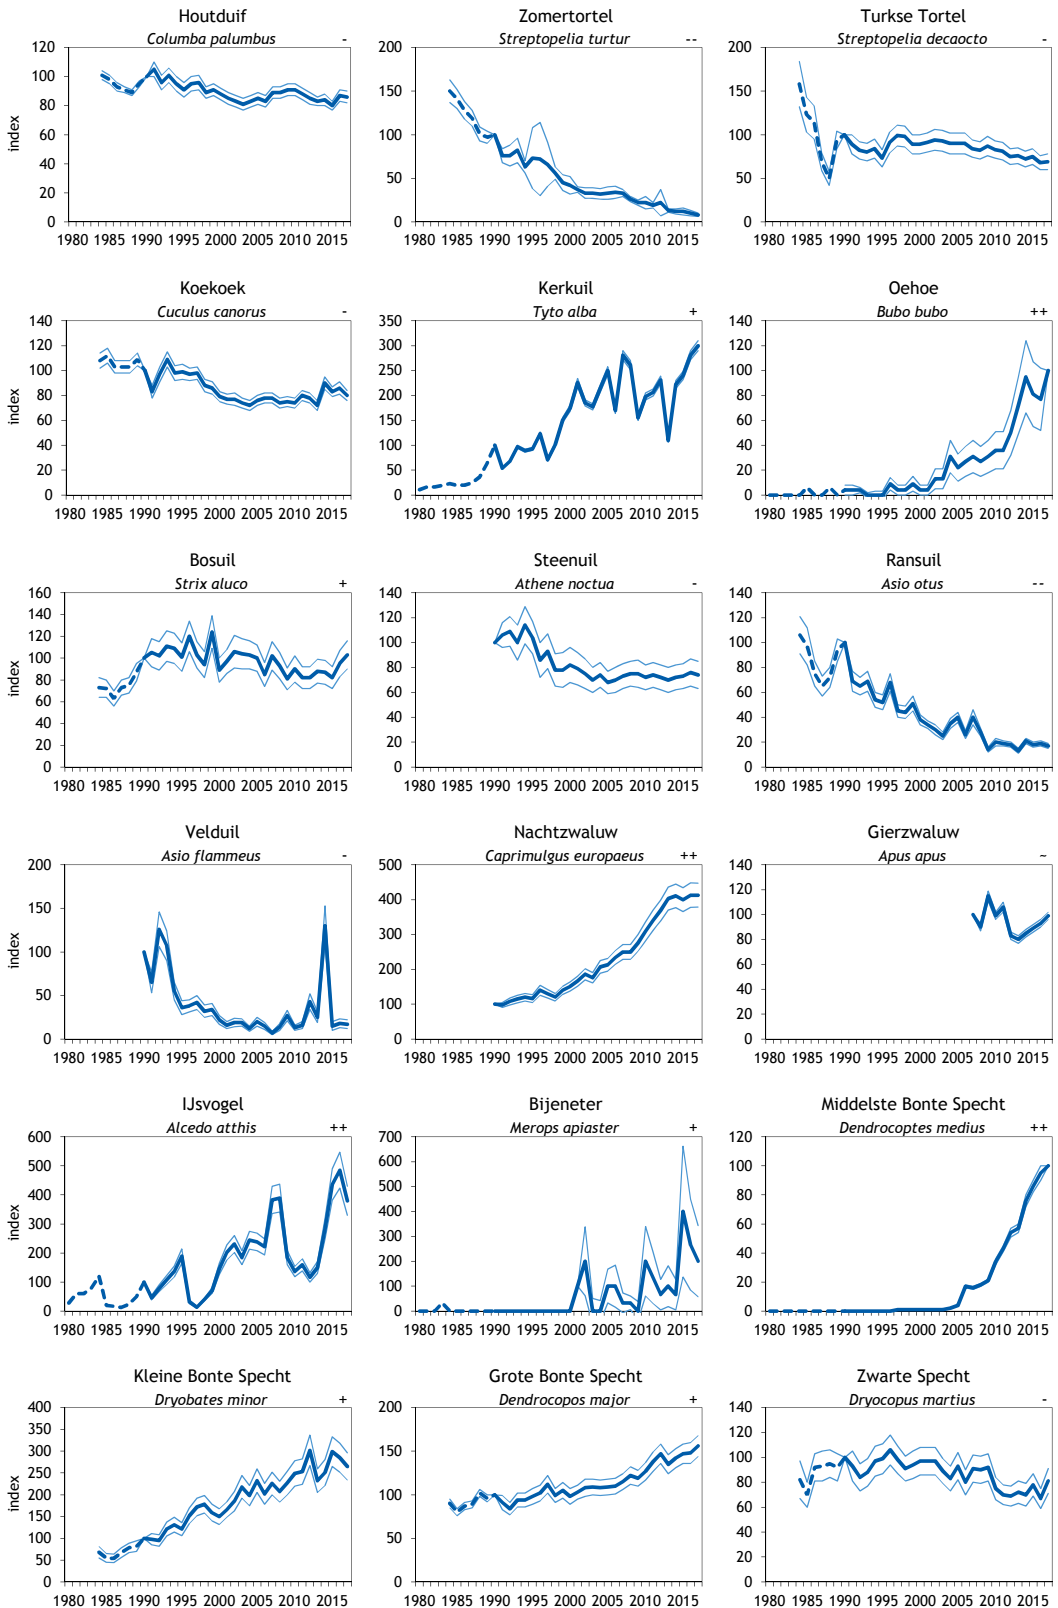 Houtduif
Columba palumbus -
120
100
80
60
40
20
0
index
1980 1985 1990 1995 2000 2005 2010 2015
Zomertortel
Streptopelia turtur --
200
150
100
50
0
1980 1985 1990 1995 2000 2005 2010 2015
Turkse Tortel
Streptopelia decaocto -
200
150
100
50
0
1980 1985 1990 1995 2000 2005 2010 2015
Koekoek
Cuculus canorus -
140
120
100
80
60
40
20
0
index
1980 1985 1990 1995 2000 2005 2010 2015
Kerkuil
Tyto alba +
350
300
250
200
150
100
50
0
1980 1985 1990 1995 2000 2005 2010 2015
Oehoe
Bubo bubo ++
140
120
100
80
60
40
20
0
1980 1985 1990 1995 2000 2005 2010 2015
Bosuil
Strix aluco +
160
140
120
100
80
60
40
20
0
index
1980 1985 1990 1995 2000 2005 2010 2015
Steenuil
Athene noctua -
140
120
100
80
60
40
20
0
1980 1985 1990 1995 2000 2005 2010 2015
Ransuil
Asio otus --
140
120
100
80
60
40
20
0
1980 1985 1990 1995 2000 2005 2010 2015
Velduil
Asio flammeus -
200
150
100
50
0
index
1980 1985 1990 1995 2000 2005 2010 2015
Nachtzwaluw
Caprimulgus europaeus ++
500
400
300
200
100
0
1980 1985 1990 1995 2000 2005 2010 2015
Gierzwaluw
Apus apus ~
140
120
100
80
60
40
20
0
1980 1985 1990 1995 2000 2005 2010 2015
IJsvogel
Alcedo atthis ++
600
500
400
300
200
100
0
index
1980 1985 1990 1995 2000 2005 2010 2015
Bijeneter
Merops apiaster +
700
600
500
400
300
200
100
0
1980 1985 1990 1995 2000 2005 2010 2015
Middelste Bonte Specht
Dendrocoptes medius ++
120
100
80
60
40
20
0
1980 1985 1990 1995 2000 2005 2010 2015
Kleine Bonte Specht
Dryobates minor +
400
350
300
250
200
150
100
50
0
index
1980 1985 1990 1995 2000 2005 2010 2015
Grote Bonte Specht
Dendrocopos major +
200
150
100
50
0
1980 1985 1990 1995 2000 2005 2010 2015
Zwarte Specht
Dryocopus martius -
140
120
100
80
60
40
20
0
1980 1985 1990 1995 2000 2005 2010 2015